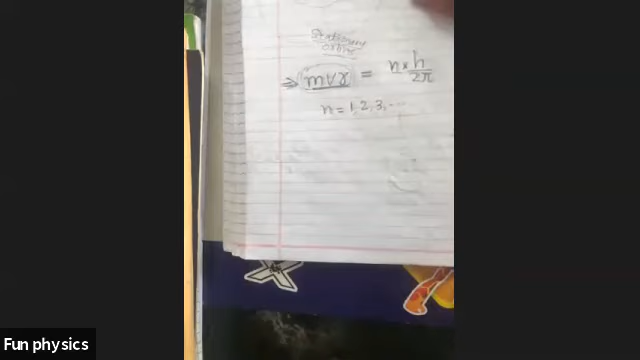 Stationary
orbit
⇒ mvr = n × h/2π
n = 1, 2, 3, ...
Fun physics